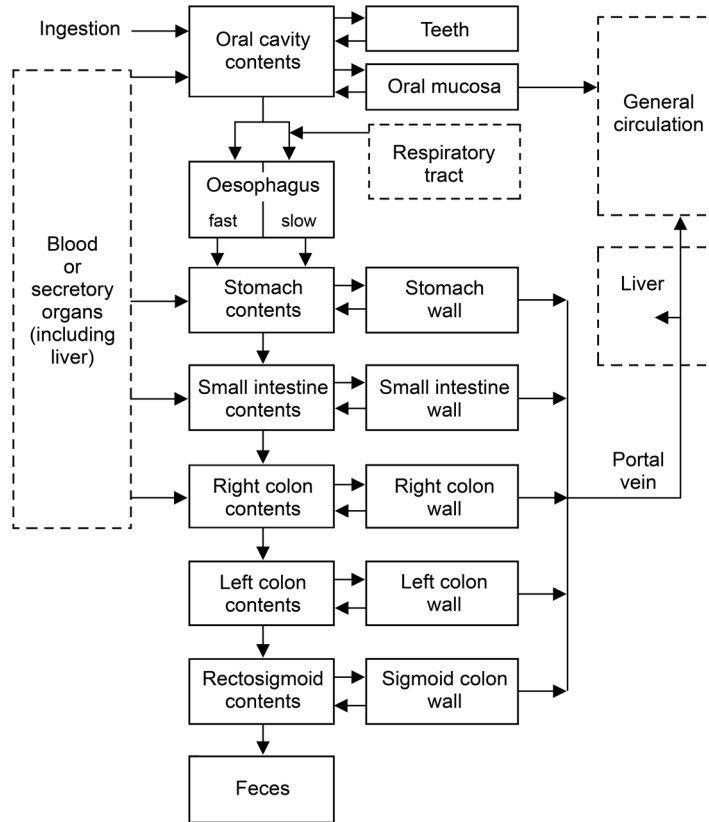 Ingestion
Oral cavity
contents
Teeth
Oral mucosa
General
circulation
Respiratory
tract
Oesophagus
fast
slow
Blood
or
secretory
organs
(including
liver)
Stomach
contents
Stomach
wall
Liver
Small intestine
contents
Small intestine
wall
Portal
vein
Right colon
contents
Right colon
wall
Left colon
contents
Left colon
wall
Rectosigmoid
contents
Sigmoid colon
wall
Feces